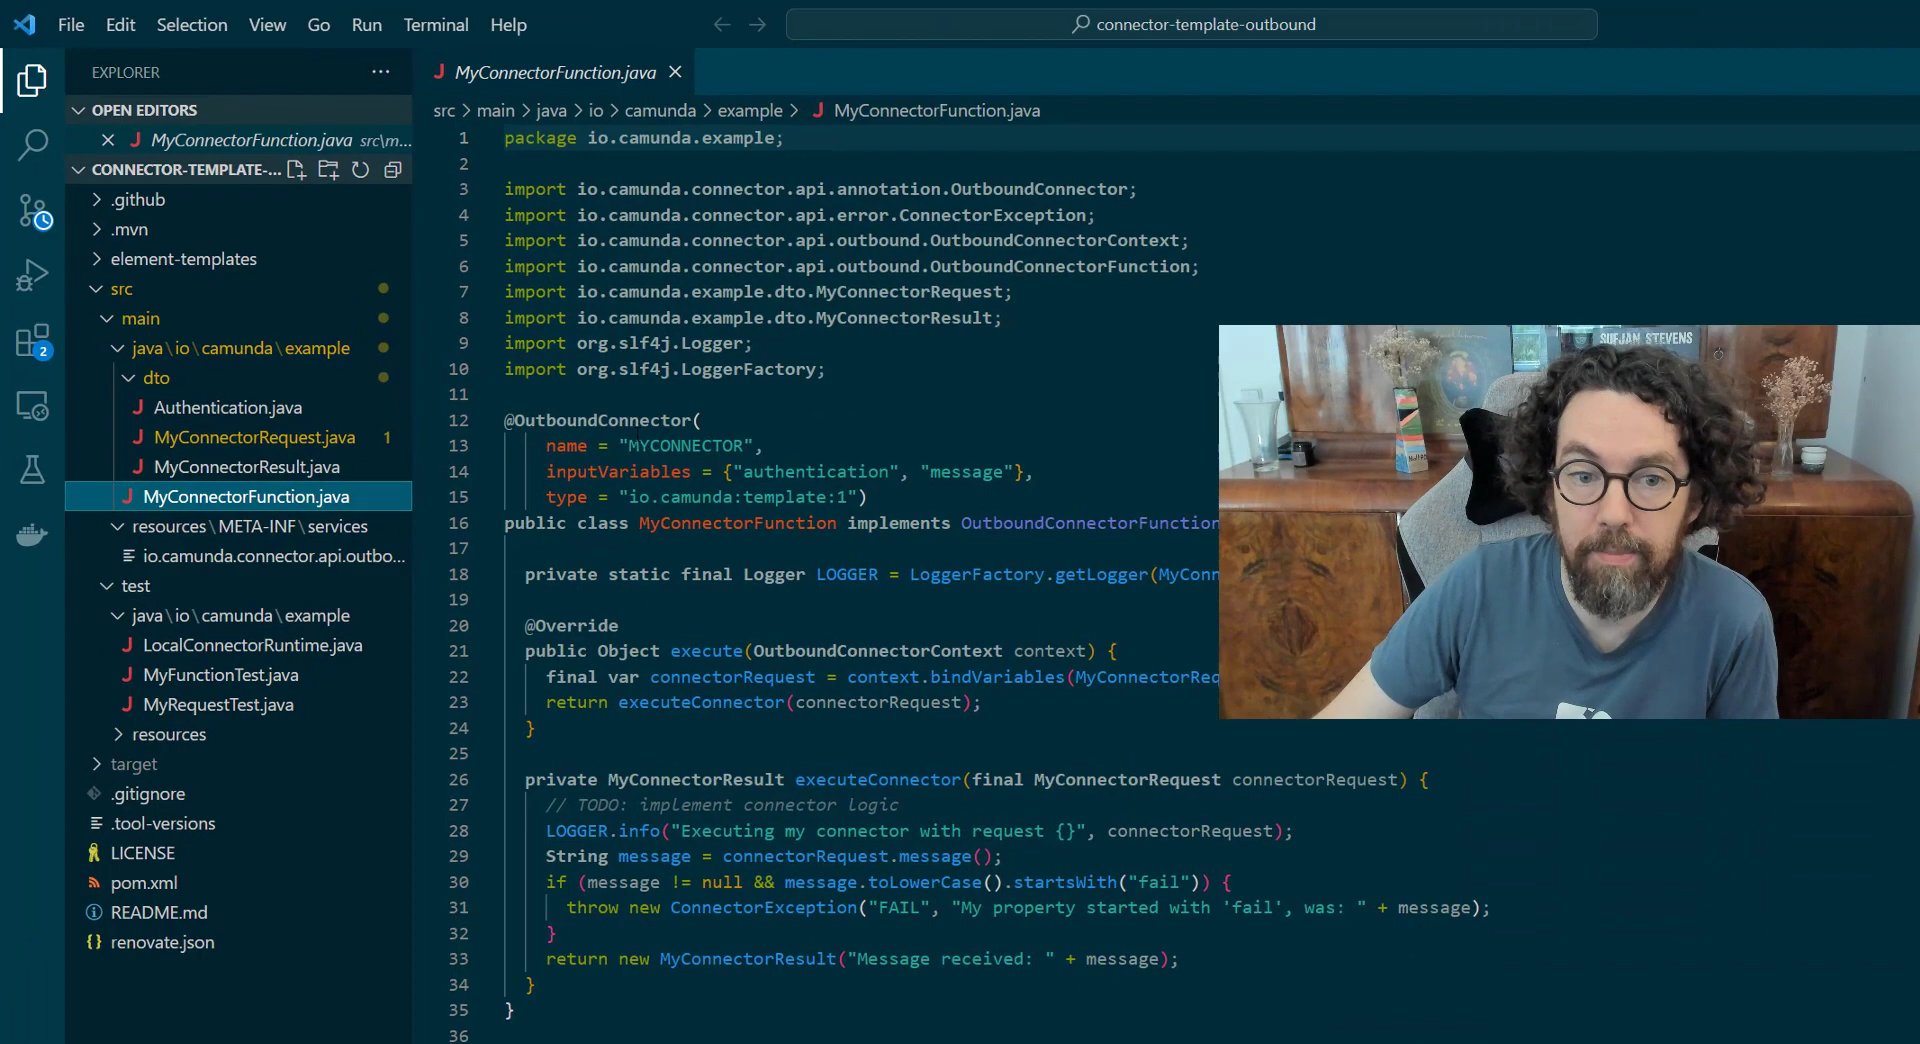 File Edit Selection View Go Run Terminal Help
connector-template-outbound
EXPLORER
OPEN EDITORS
MyConnectorFunction.java src\m...
CONNECTOR-TEMPLATE-...
.github
.mvn
element-templates
src
main
java\io\camunda\example
dto
Authentication.java
MyConnectorRequest.java 1
MyConnectorResult.java
MyConnectorFunction.java
resources\META-INF\services
io.camunda.connector.api.outbo...
test
java\io\camunda\example
LocalConnectorRuntime.java
MyFunctionTest.java
MyRequestTest.java
resources
target
.gitignore
.tool-versions
LICENSE
pom.xml
README.md
renovate.json
2
MyConnectorFunction.java
src > main > java > io > camunda > example > MyConnectorFunction.java
1 package io.camunda.example;
2
3 import io.camunda.connector.api.annotation.OutboundConnector;
4 import io.camunda.connector.api.error.ConnectorException;
5 import io.camunda.connector.api.outbound.OutboundConnectorContext;
6 import io.camunda.connector.api.outbound.OutboundConnectorFunction;
7 import io.camunda.example.dto.MyConnectorRequest;
8 import io.camunda.example.dto.MyConnectorResult;
9 import org.slf4j.Logger;
10 import org.slf4j.LoggerFactory;
11
12 @OutboundConnector(
13 name = "MYCONNECTOR",
14 inputVariables = {"authentication", "message"},
15 type = "io.camunda:template:1")
16 public class MyConnectorFunction implements OutboundConnectorFunction
17
18 private static final Logger LOGGER = LoggerFactory.getLogger(MyConn
19
20 @Override
21 public Object execute(OutboundConnectorContext context) {
22 final var connectorRequest = context.bindVariables(MyConnectorReq
23 return executeConnector(connectorRequest);
24 }
25
26 private MyConnectorResult executeConnector(final MyConnectorRequest connectorRequest) {
27 // TODO: implement connector logic
28 LOGGER.info("Executing my connector with request {}", connectorRequest);
29 String message = connectorRequest.message();
30 if (message != null && message.toLowerCase().startsWith("fail")) {
31 throw new ConnectorException("FAIL", "My property started with 'fail', was: " + message);
32 }
33 return new MyConnectorResult("Message received: " + message);
34 }
35 }
36
SUFJAN STEVENS